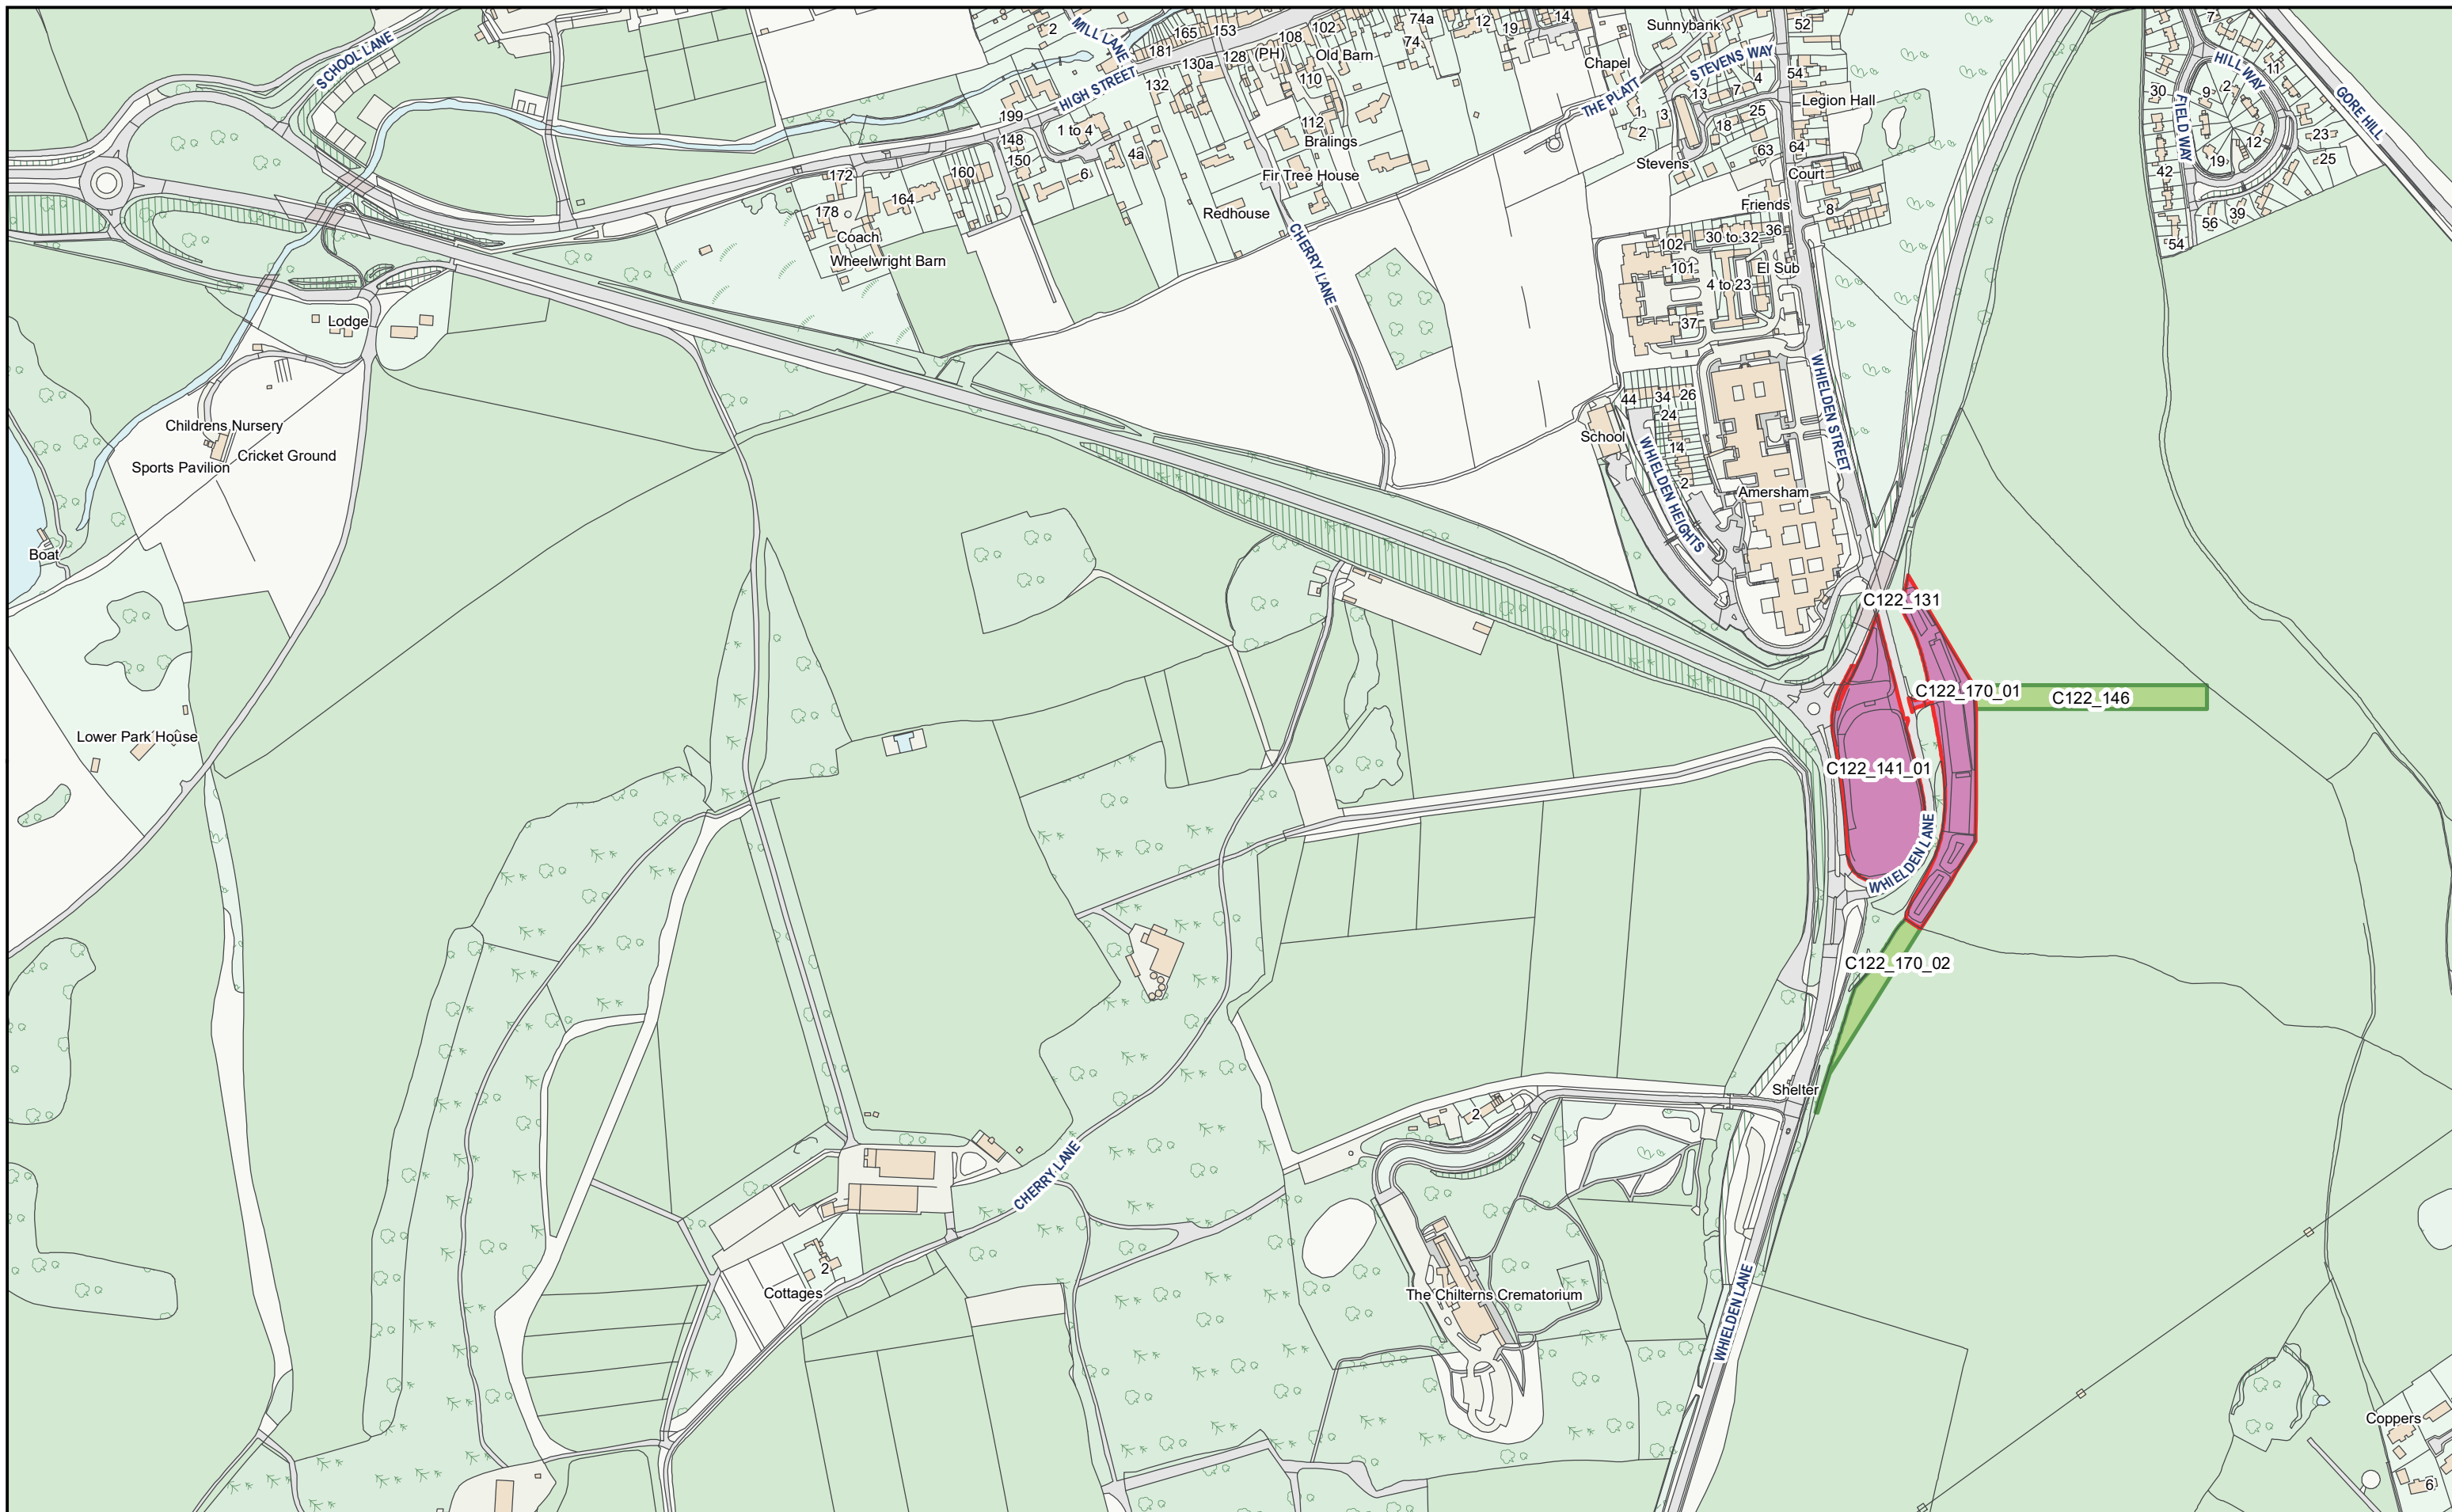 SCHOOL LANE
2
MILL LANE
165
153
181
130a
128
(PH)
108
102
110
Old Barn
132
74a
74
12
19
14
Sunnybank
52
Chapel
STEVENS WAY
4
54
7
13
THE PLATT
1
3
2
25
18
Legion Hall
HIGH STREET
199
1 to 4
148
150
4a
6
112
Bralings
Stevens
63
64
Court
172
160
164
178
Fir Tree House
Redhouse
Friends
8
Coach
Wheelwright Barn
CHERRY LANE
102
30 to 32
36
101
El Sub
4 to 23
37
7
HILL WAY
11
30
9
2
FIELD WAY
GORE HILL
12
23
19
25
42
56
39
54
Lodge
WHIELDEN STREET
44
34
26
24
School
14
WHIELDEN HEIGHTS
2
Amersham
Childrens Nursery
Sports Pavilion
Cricket Ground
Boat
C122_131
C122_170_01
C122_146
Lower Park House
C122_141_01
WHIELDEN LANE
C122_170_02
Shelter
2
CHERRY LANE
2
Cottages
The Chilterns Crematorium
WHIELDEN LANE
Coppers
6